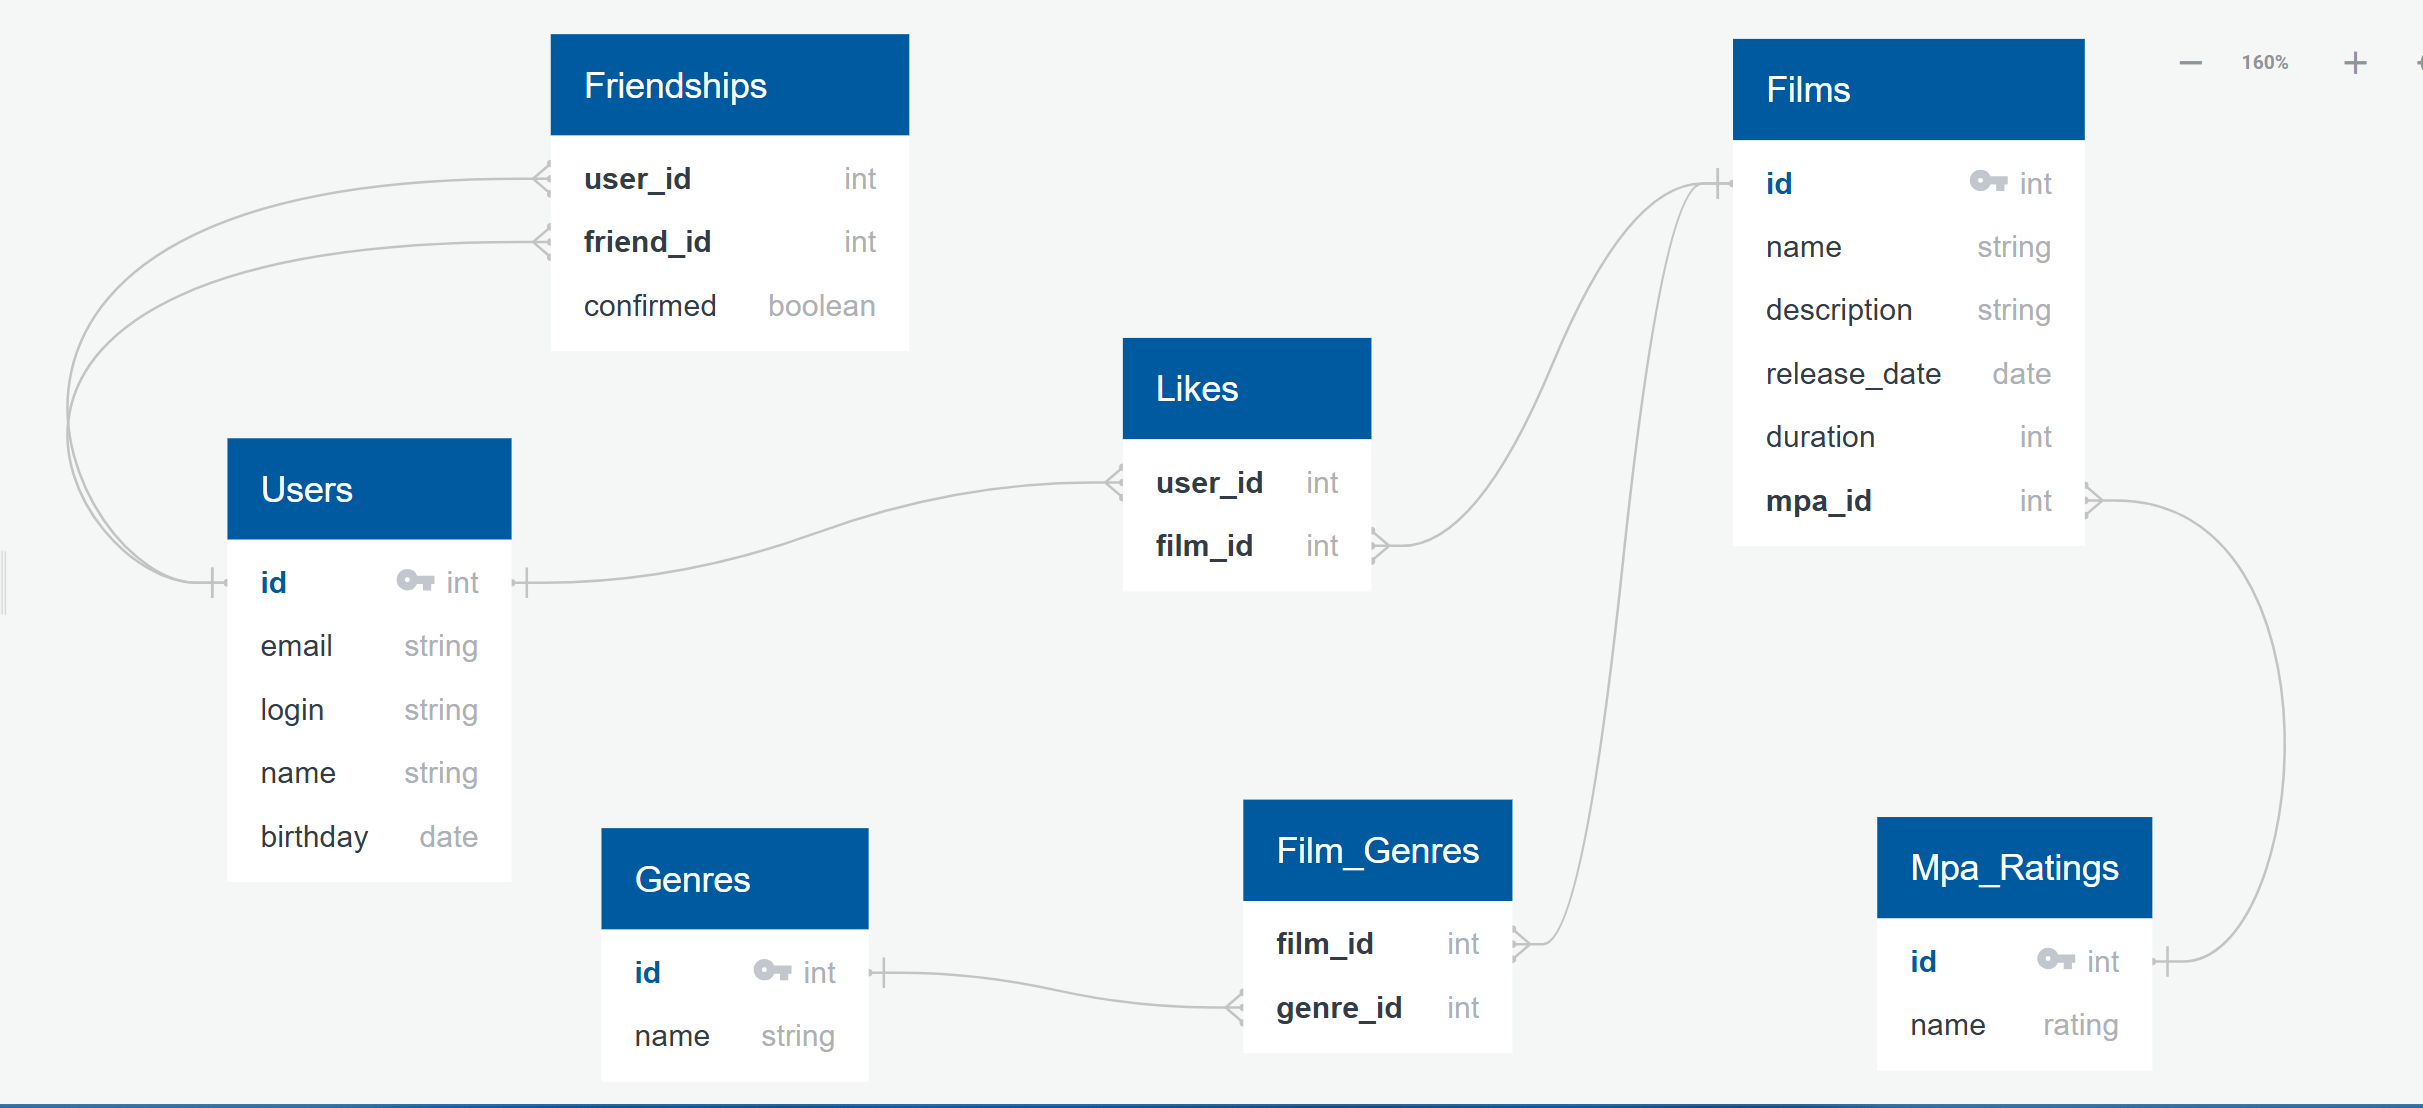 Friendships
user_id int
friend_id int
confirmed boolean
Films
id int
name string
description string
release_date date
duration int
mpa_id int
160%
Likes
user_id int
film_id int
Users
id int
email string
login string
name string
birthday date
Genres
id int
name string
Film_Genres
film_id int
genre_id int
Mpa_Ratings
id int
name rating